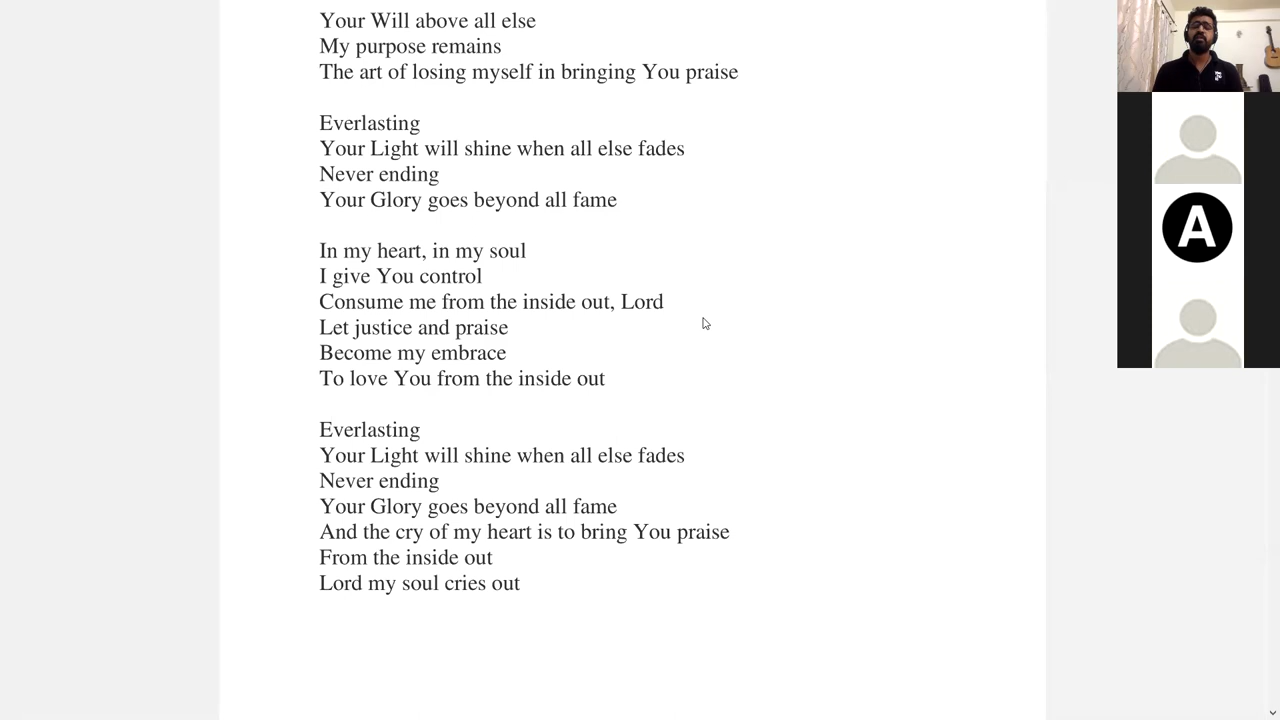 Your Will above all else
My purpose remains
The art of losing myself in bringing You praise
Everlasting
Your Light will shine when all else fades
Never ending
Your Glory goes beyond all fame
In my heart, in my soul
I give You control
Consume me from the inside out, Lord
Let justice and praise
Become my embrace
To love You from the inside out
Everlasting
Your Light will shine when all else fades
Never ending
Your Glory goes beyond all fame
And the cry of my heart is to bring You praise
From the inside out
Lord my soul cries out
A